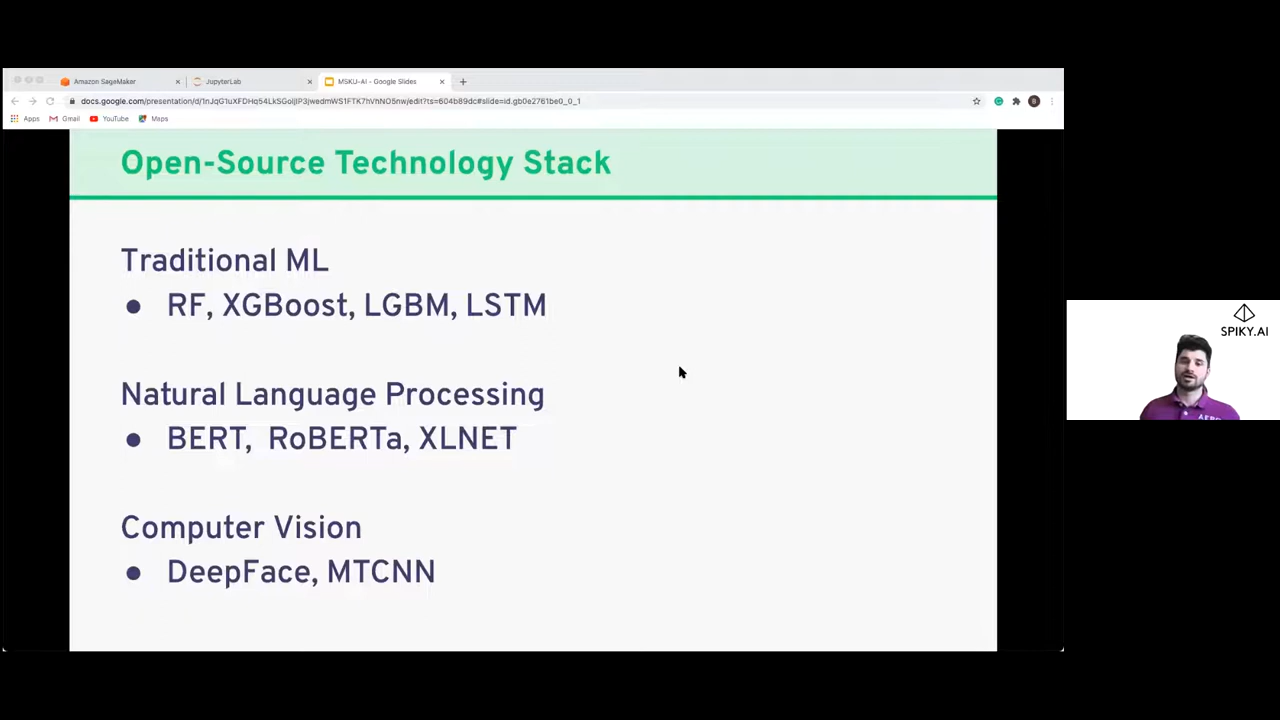 Amazon SageMaker
JupyterLab
MSKU-AI - Google Slides
Apps
Gmail
YouTube
Maps
B
Open-Source Technology Stack
Traditional ML
● RF, XGBoost, LGBM, LSTM
Natural Language Processing
● BERT, RoBERTa, XLNET
Computer Vision
● DeepFace, MTCNN
SPIKY.AI